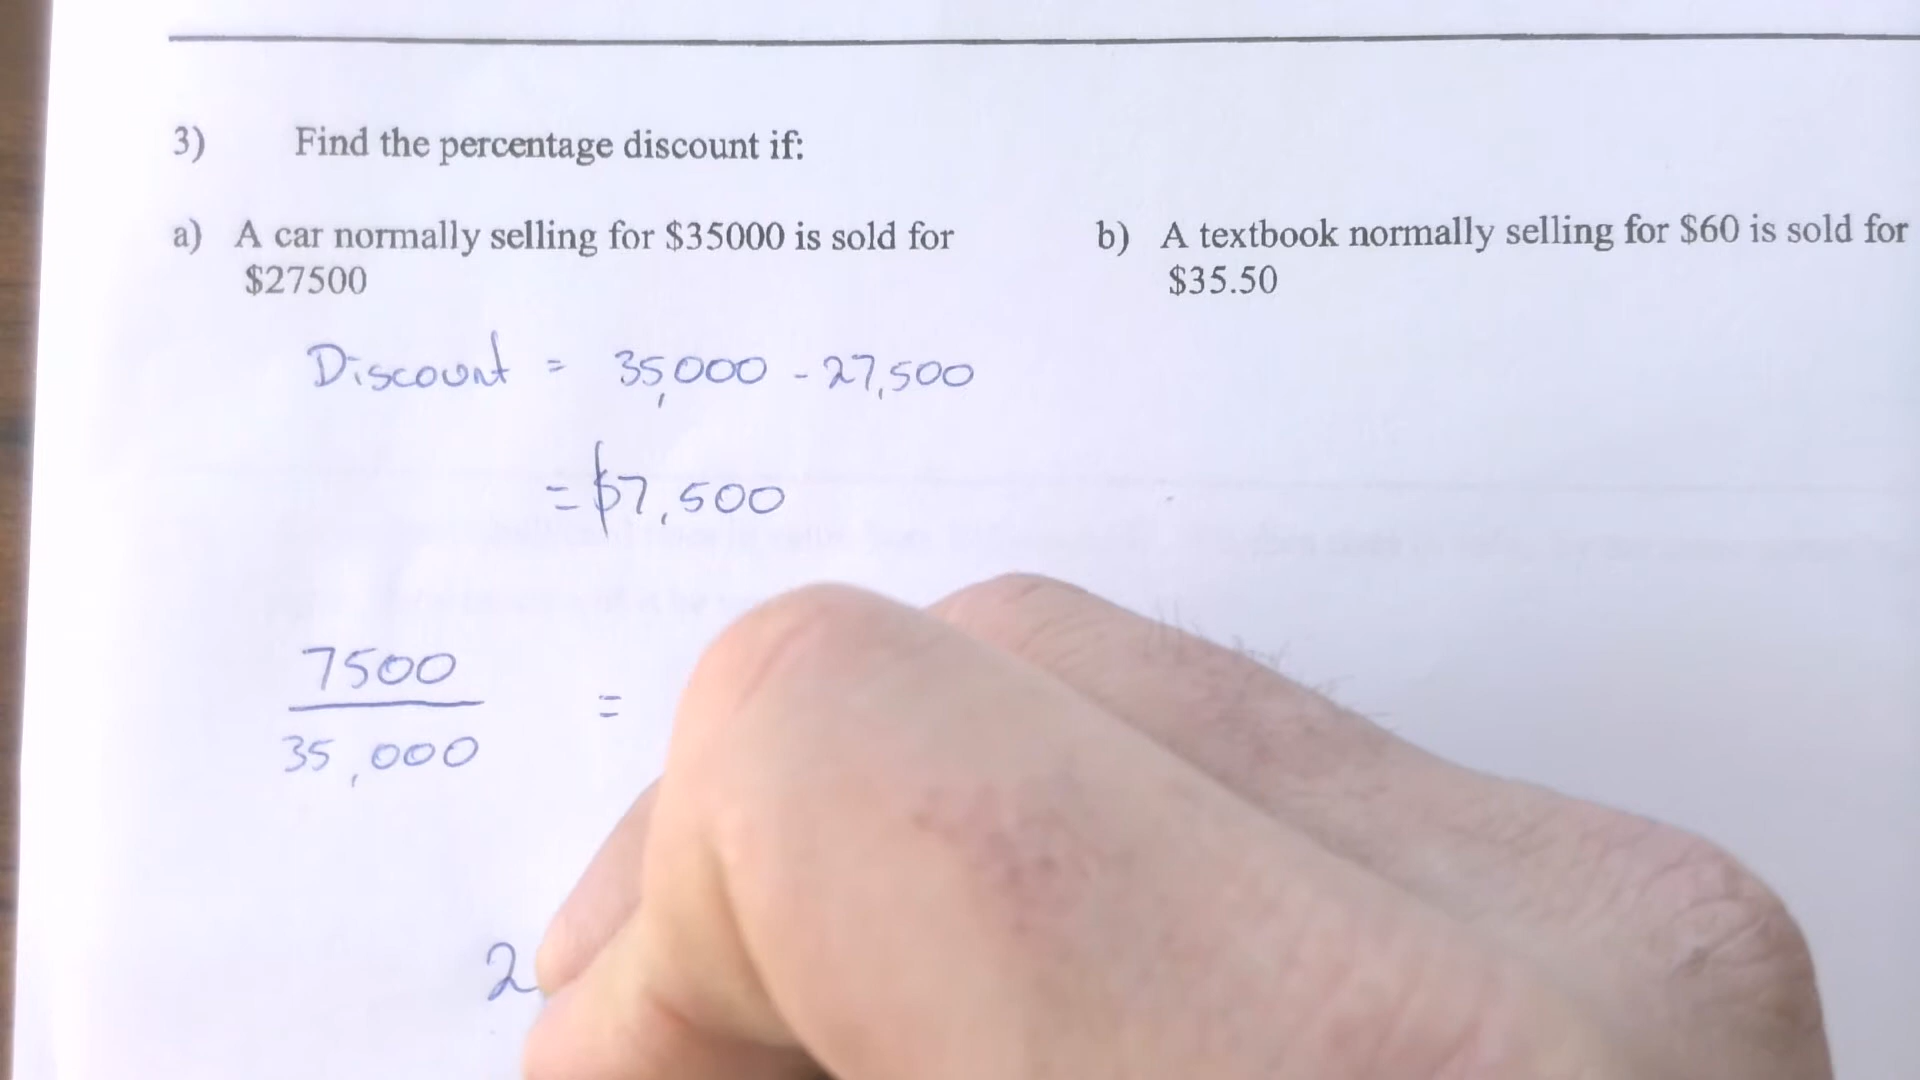 3) Find the percentage discount if:
a) A car normally selling for $35000 is sold for
$27500
Discount = 35,000 - 27,500
= $7,500
7500
35,000
=
2
b) A textbook normally selling for $60 is sold for
$35.50